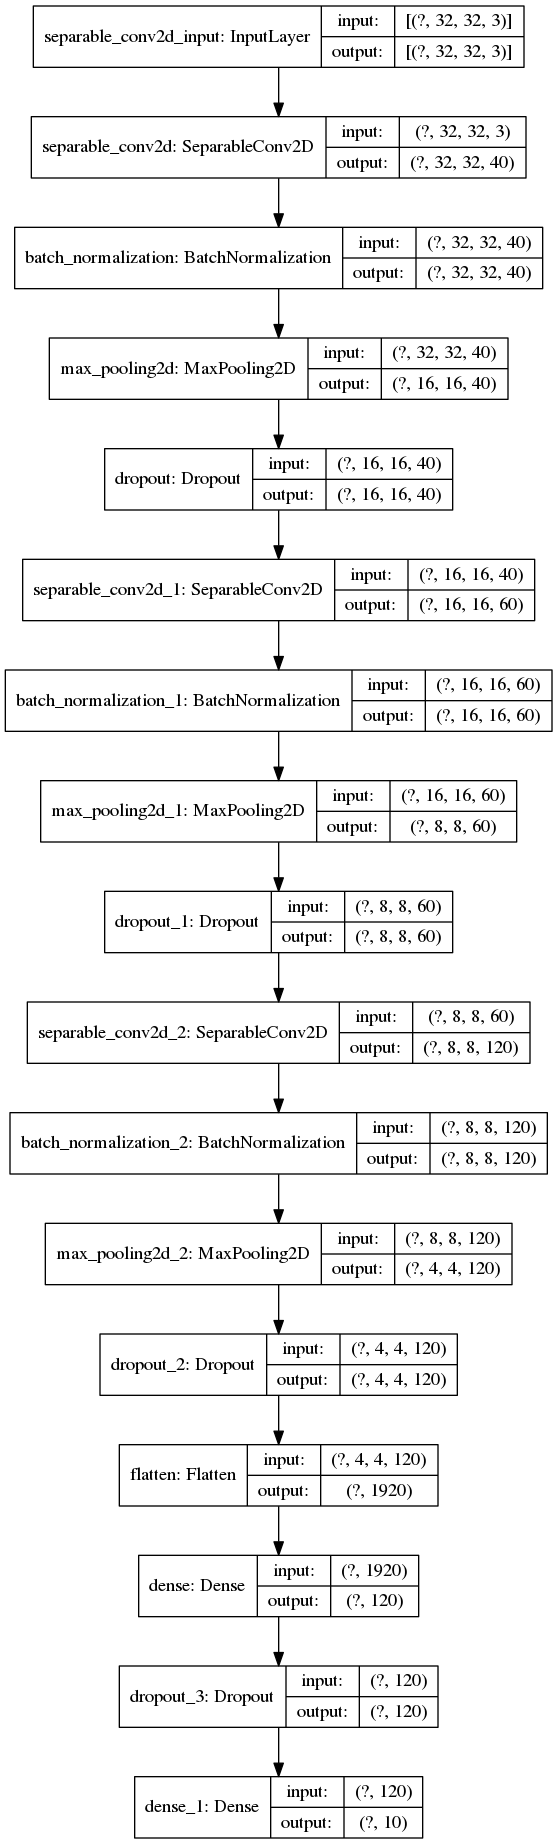 separable_conv2d_input: InputLayer
input: [(?, 32, 32, 3)]
output: [(?, 32, 32, 3)]
separable_conv2d: SeparableConv2D
input: (?, 32, 32, 3)
output: (?, 32, 32, 40)
batch_normalization: BatchNormalization
input: (?, 32, 32, 40)
output: (?, 32, 32, 40)
max_pooling2d: MaxPooling2D
input: (?, 32, 32, 40)
output: (?, 16, 16, 40)
dropout: Dropout
input: (?, 16, 16, 40)
output: (?, 16, 16, 40)
separable_conv2d_1: SeparableConv2D
input: (?, 16, 16, 40)
output: (?, 16, 16, 60)
batch_normalization_1: BatchNormalization
input: (?, 16, 16, 60)
output: (?, 16, 16, 60)
max_pooling2d_1: MaxPooling2D
input: (?, 16, 16, 60)
output: (?, 8, 8, 60)
dropout_1: Dropout
input: (?, 8, 8, 60)
output: (?, 8, 8, 60)
separable_conv2d_2: SeparableConv2D
input: (?, 8, 8, 60)
output: (?, 8, 8, 120)
batch_normalization_2: BatchNormalization
input: (?, 8, 8, 120)
output: (?, 8, 8, 120)
max_pooling2d_2: MaxPooling2D
input: (?, 8, 8, 120)
output: (?, 4, 4, 120)
dropout_2: Dropout
input: (?, 4, 4, 120)
output: (?, 4, 4, 120)
flatten: Flatten
input: (?, 4, 4, 120)
output: (?, 1920)
dense: Dense
input: (?, 1920)
output: (?, 120)
dropout_3: Dropout
input: (?, 120)
output: (?, 120)
dense_1: Dense
input: (?, 120)
output: (?, 10)